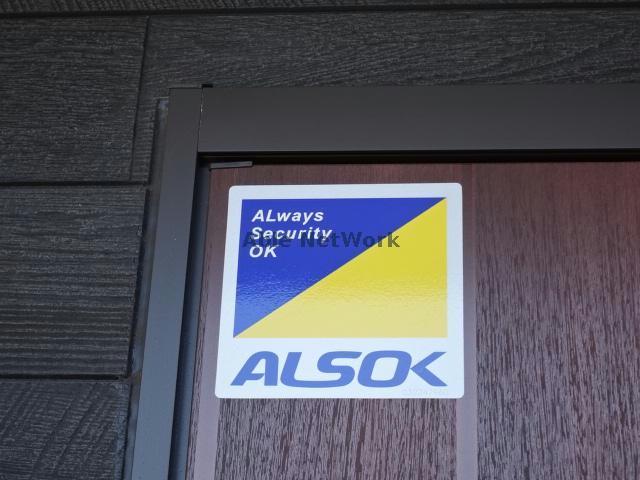 ALways
Security
Able NetWork
OK
ALSOK